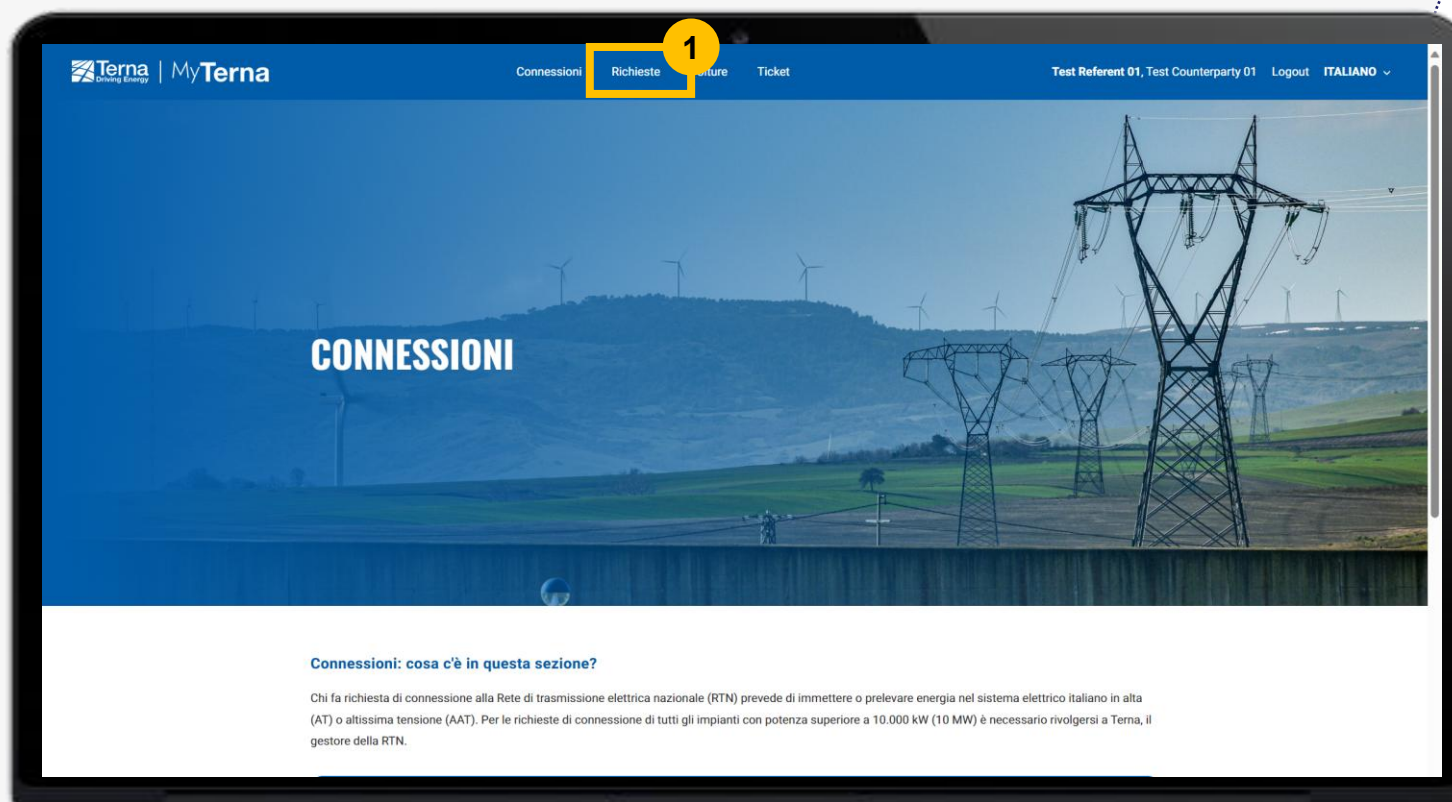 1
Terna
Driving Energy
MyTerna
Connessioni
Richieste
Ticket
Test Referent 01, Test Counterparty 01
Logout
ITALIANO
CONNESSIONI
Connessioni: cosa c'è in questa sezione?
Chi fa richiesta di connessione alla Rete di trasmissione elettrica nazionale (RTN) prevede di immettere o prelevare energia nel sistema elettrico italiano in alta
(AT) o altissima tensione (AAT). Per le richieste di connessione di tutti gli impianti con potenza superiore a 10.000 kW (10 MW) è necessario rivolgersi a Terna, il
gestore della RTN.